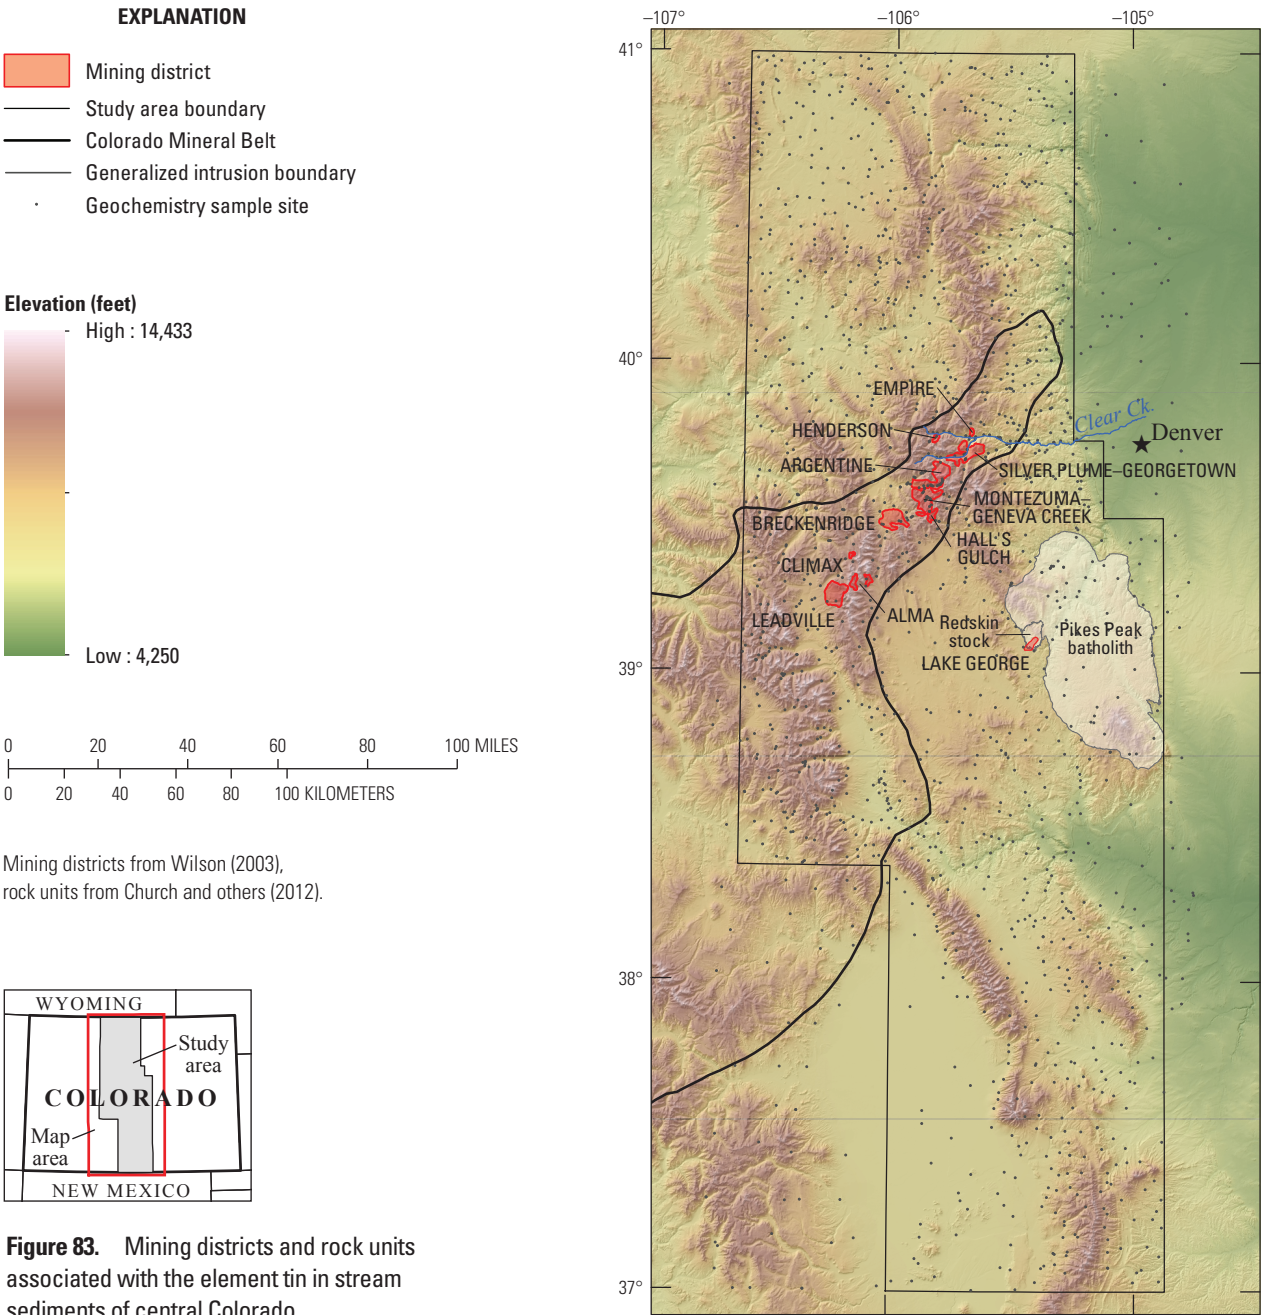 EXPLANATION
Mining district
Study area boundary
Colorado Mineral Belt
Generalized intrusion boundary
Geochemistry sample site
Elevation (feet)
High : 14,433
Low : 4,250
0 20 40 60 80 100 MILES
0 20 40 60 80 100 KILOMETERS
Mining districts from Wilson (2003),
rock units from Church and others (2012).
WYOMING
Study
area
COLORADO
Map
area
NEW MEXICO
Figure 83. Mining districts and rock units
associated with the element tin in stream
sediments of central Colorado
–107° –106° –105°
41°
40°
39°
38°
37°
EMPIRE
HENDERSON
ARGENTINE
Clear Ck.
Denver
SILVER PLUME–GEORGETOWN
MONTEZUMA–
GENEVA CREEK
BRECKENRIDGE
HALL'S
GULCH
CLIMAX
ALMA
LEADVILLE
Redskin
stock
Pikes Peak
batholith
LAKE GEORGE